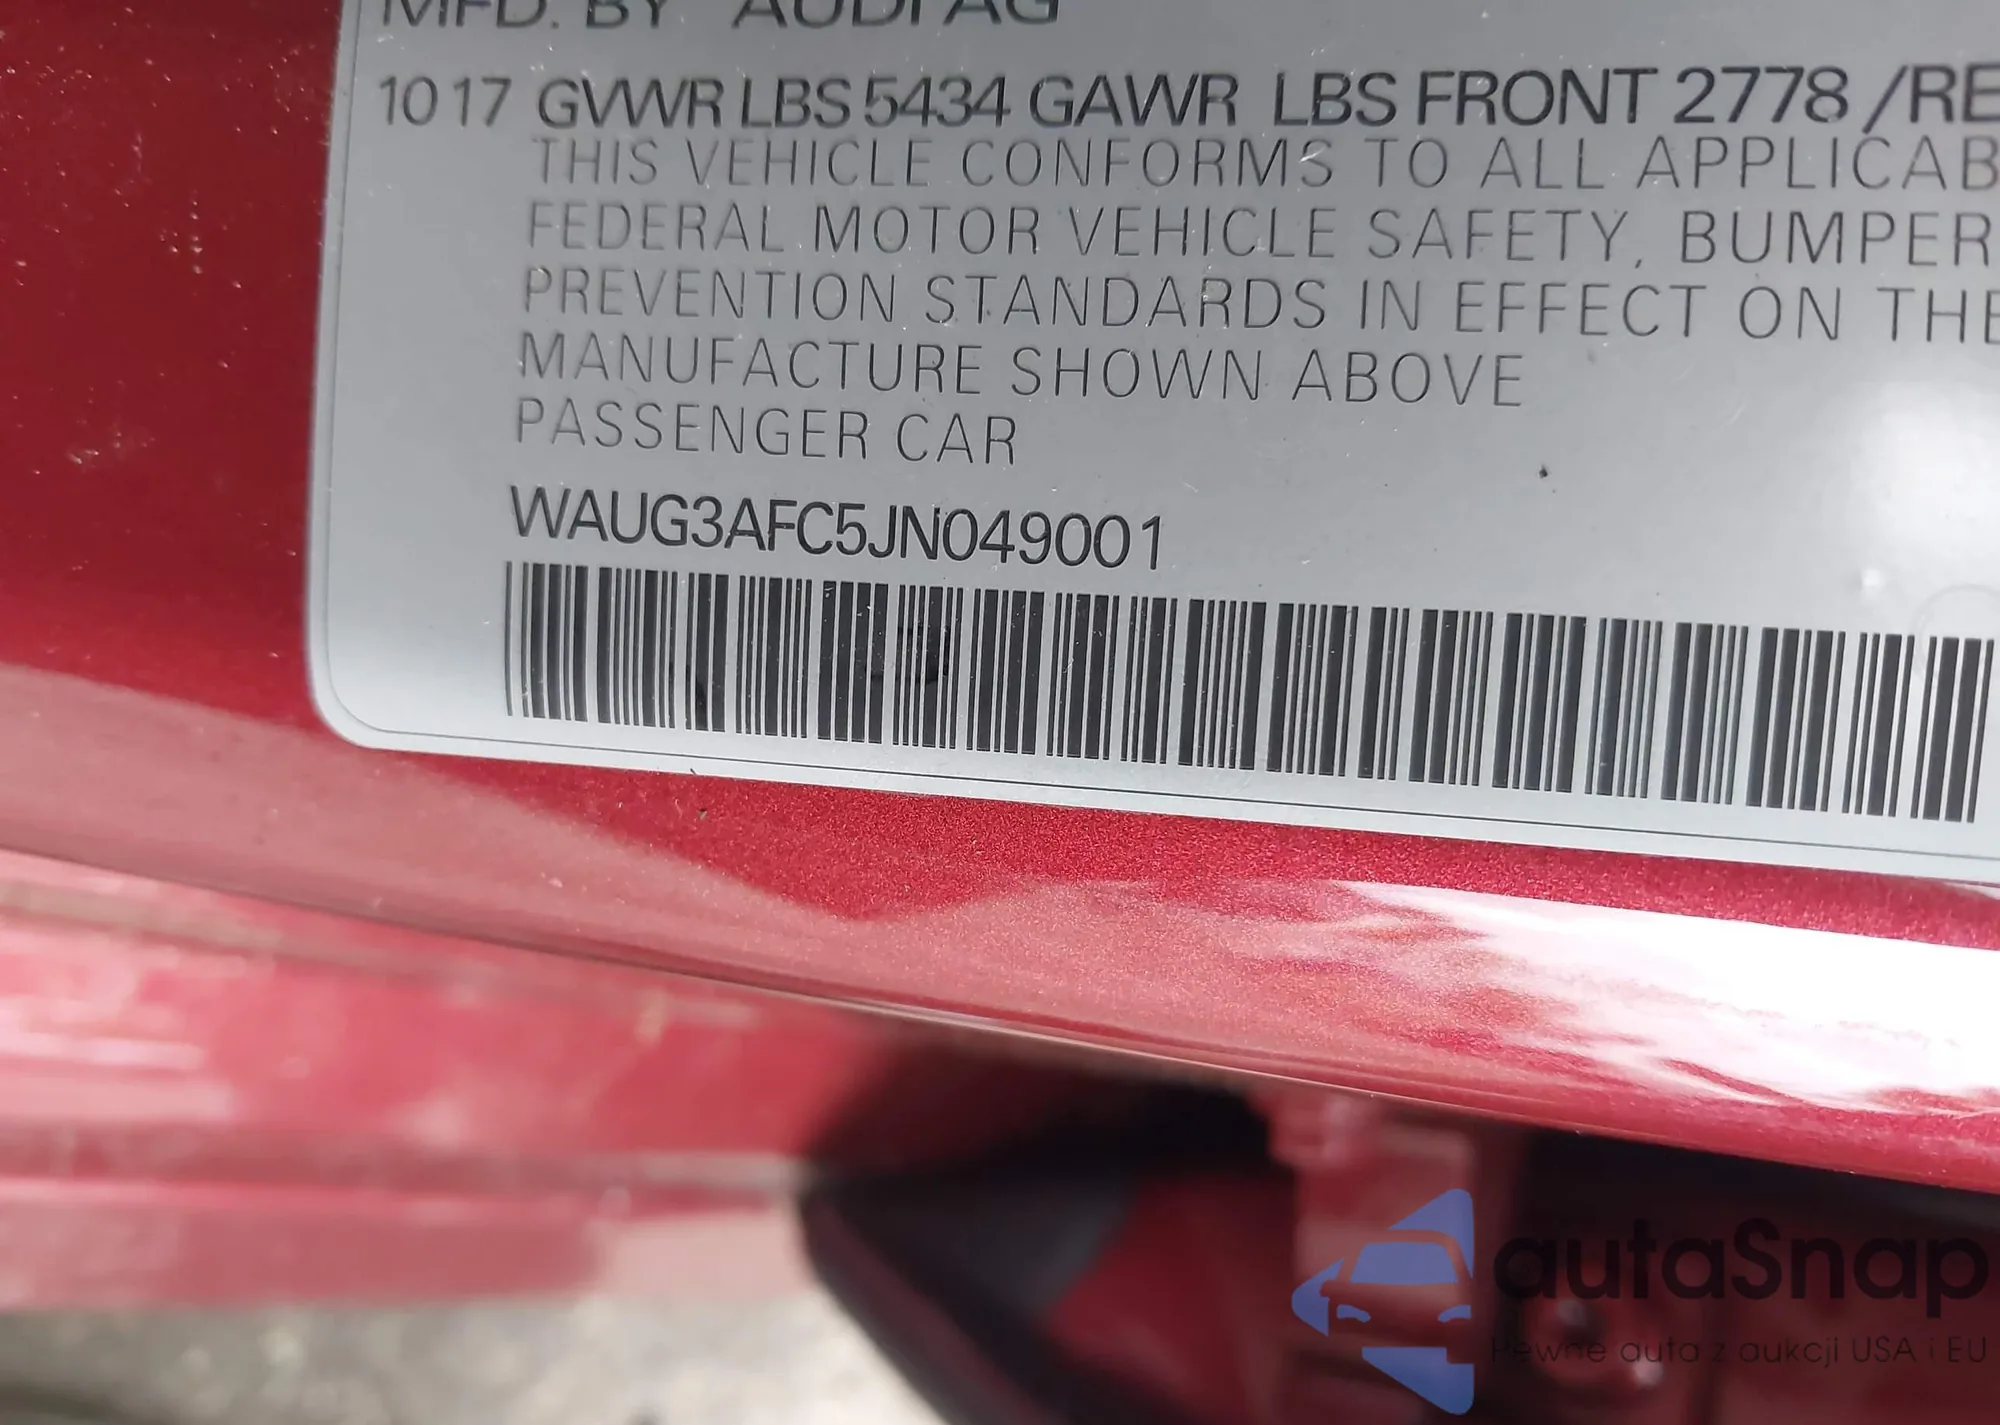 MFD. BY AUDI AG
10 17 GVWR LBS 5434 GAWR LBS FRONT 2778 /RE
THIS VEHICLE CONFORMS TO ALL APPLICAB
FEDERAL MOTOR VEHICLE SAFETY, BUMPER
PREVENTION STANDARDS IN EFFECT ON THE
MANUFACTURE SHOWN ABOVE
PASSENGER CAR
WAUG3AFC5JN049001
autaSnap
Pewne auta z aukcji USA i EU